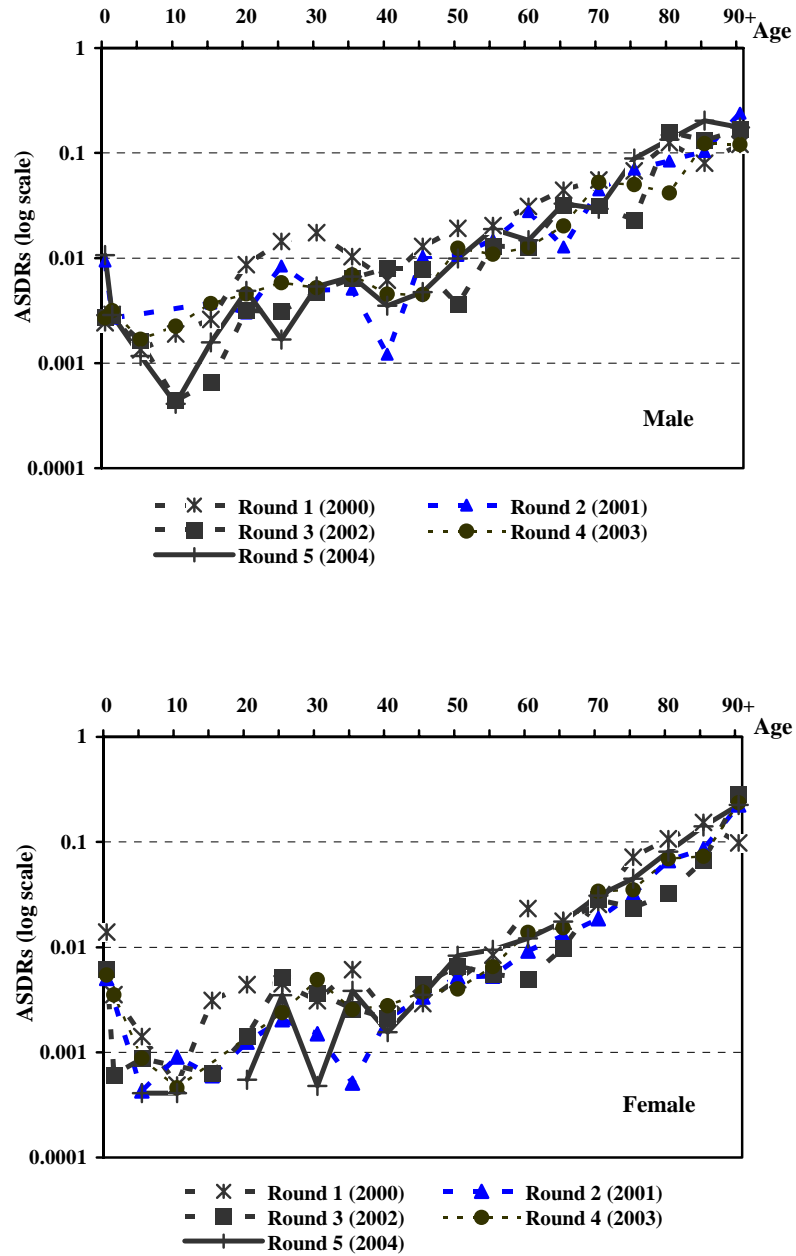 0 10 20 30 40 50 60 70 80 90+ Age
1
0.1
0.01
0.001
0.0001
ASDRs (log scale)
Male
Round 1 (2000) Round 2 (2001)
Round 3 (2002) Round 4 (2003)
Round 5 (2004)
0 10 20 30 40 50 60 70 80 90+ Age
1
0.1
0.01
0.001
0.0001
ASDRs (log scale)
Female
Round 1 (2000) Round 2 (2001)
Round 3 (2002) Round 4 (2003)
Round 5 (2004)